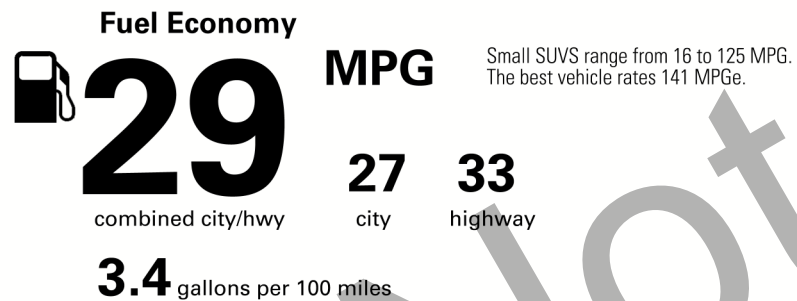 Fuel Economy
29
MPG
Small SUVS range from 16 to 125 MPG.
The best vehicle rates 141 MPGe.
combined city/hwy
27
city
33
highway
3.4 gallons per 100 miles
Not